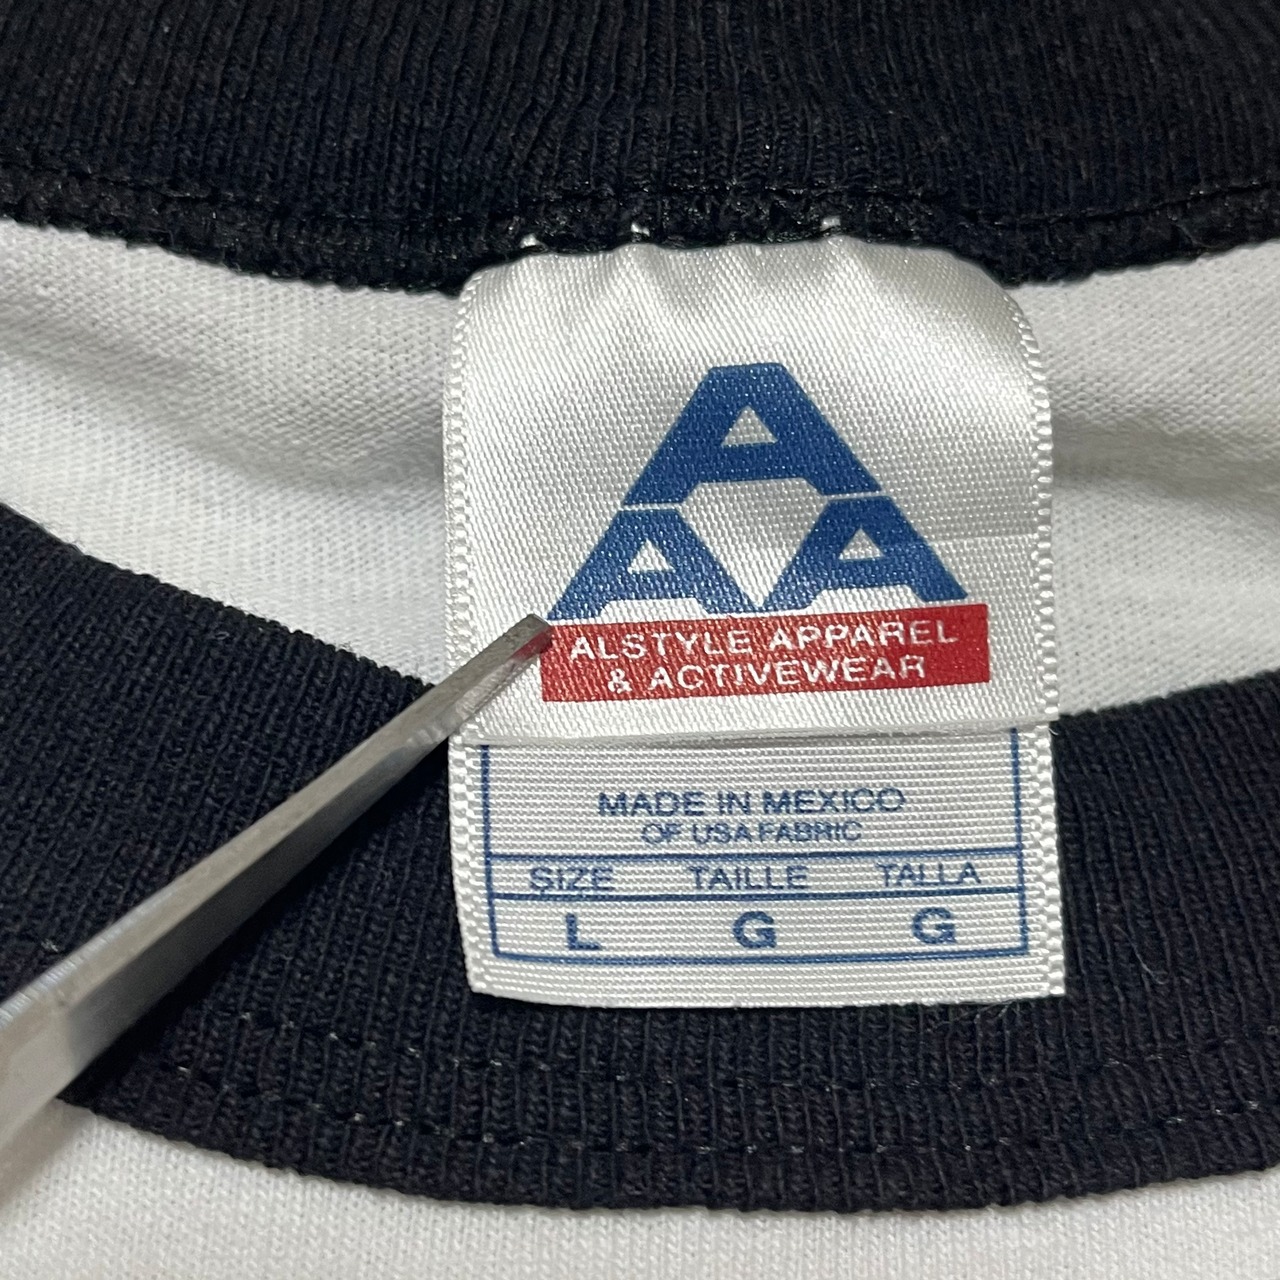 A
AA
ALSTYLE APPAREL
& ACTIVEWEAR
MADE IN MEXICO
OF USA FABRIC
SIZE TAILLE TALLA
L G G